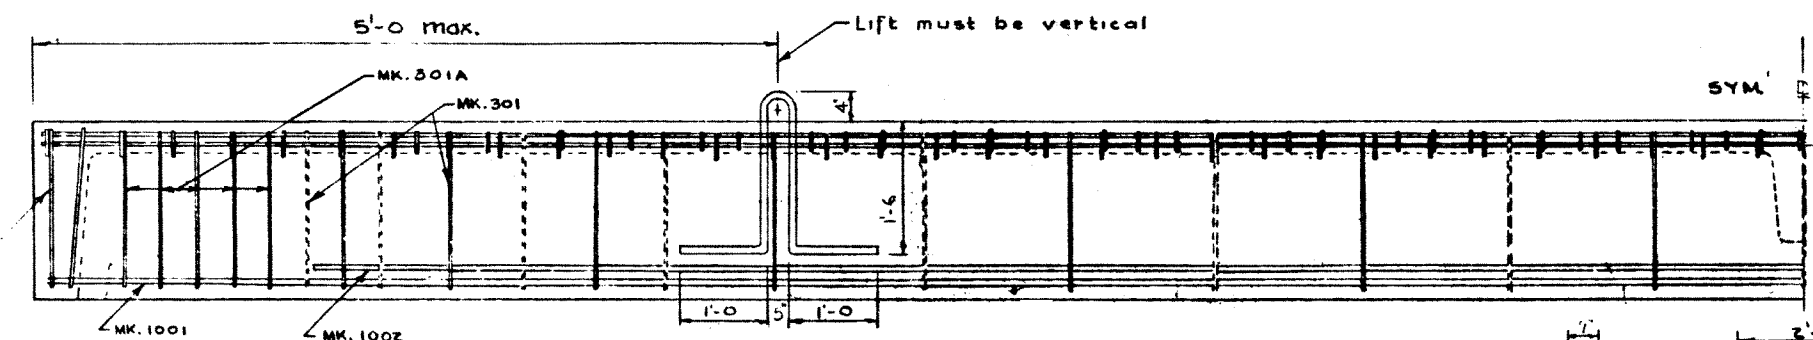 5'-0 max.
Lift must be vertical
MK. 301A
MK. 301
4"
SYM'
1'-6
1'-0
5"
1'-0
MK. 1001
MK. 1002